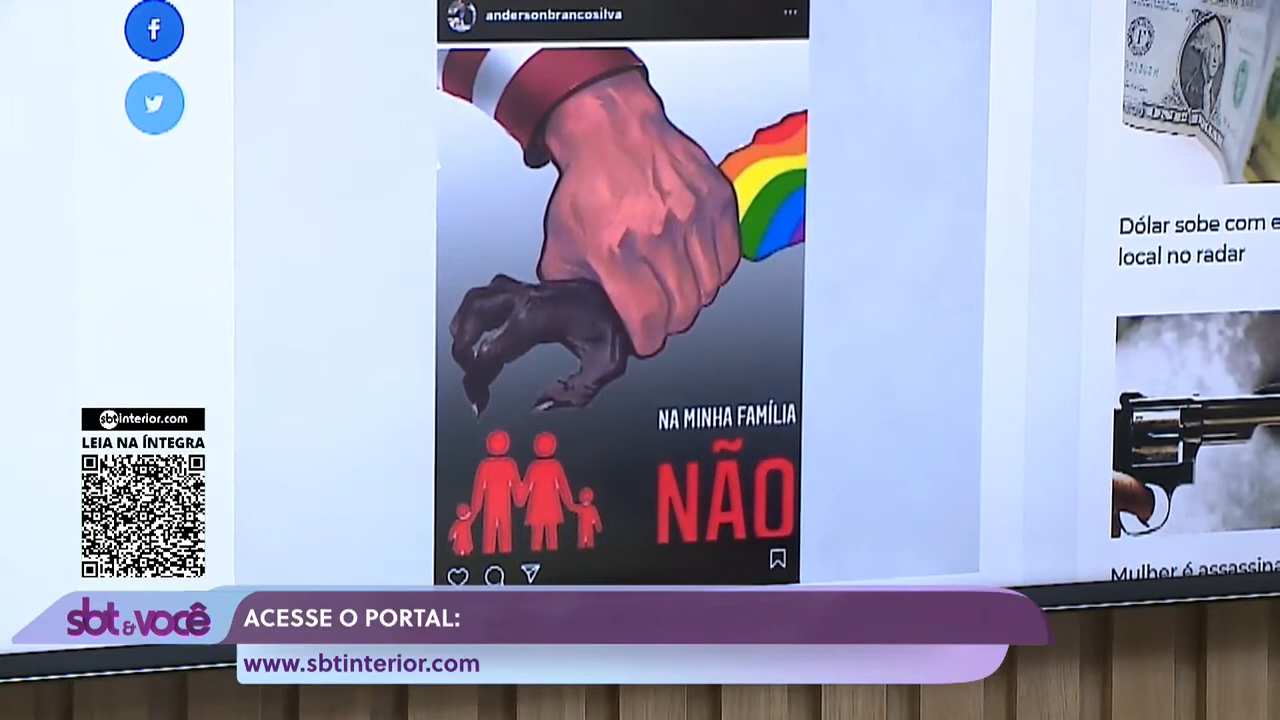 andersonbrancosilva
NA MINHA FAMÍLIA
NÃO
Dólar sobe com e
local no radar
Mulher é assassina
sbtinterior.com
LEIA NA ÍNTEGRA
sbt&você
ACESSE O PORTAL:
www.sbtinterior.com